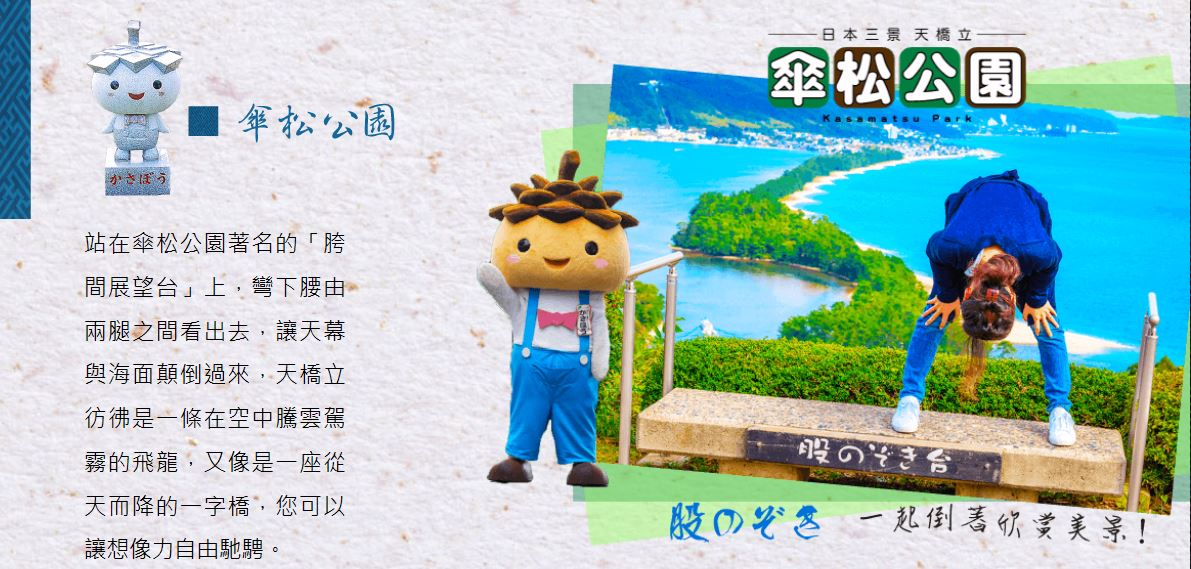 傘松公園
かさぼう
站在傘松公園著名的「胯
間展望台」上，彎下腰由
兩腿之間看出去，讓天幕
與海面顛倒過來，天橋立
彷彿是一條在空中騰雲駕
霧的飛龍，又像是一座從
天而降的一字橋，您可以
讓想像力自由馳騁。
日本三景 天橋立
傘松公園
Kasamatsu Park
かさぼう
股のぞき台
股のぞき 一起倒著欣賞美景！